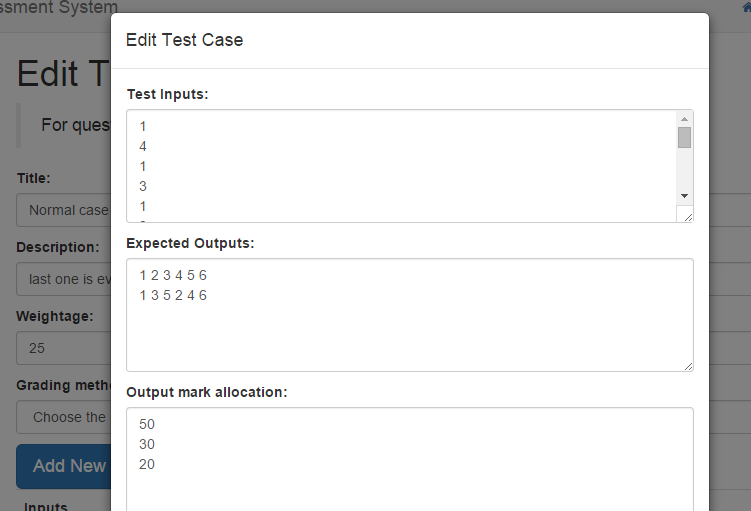 ssment System
Edit Test Case
Edit T
Test Inputs:
For ques
1
4
1
3
1
Title:
Normal case
Expected Outputs:
Description:
1 2 3 4 5 6
last one is ev
1 3 5 2 4 6
Weightage:
25
Grading meth
Output mark allocation:
Choose the
50
30
20
Add New
Inputs